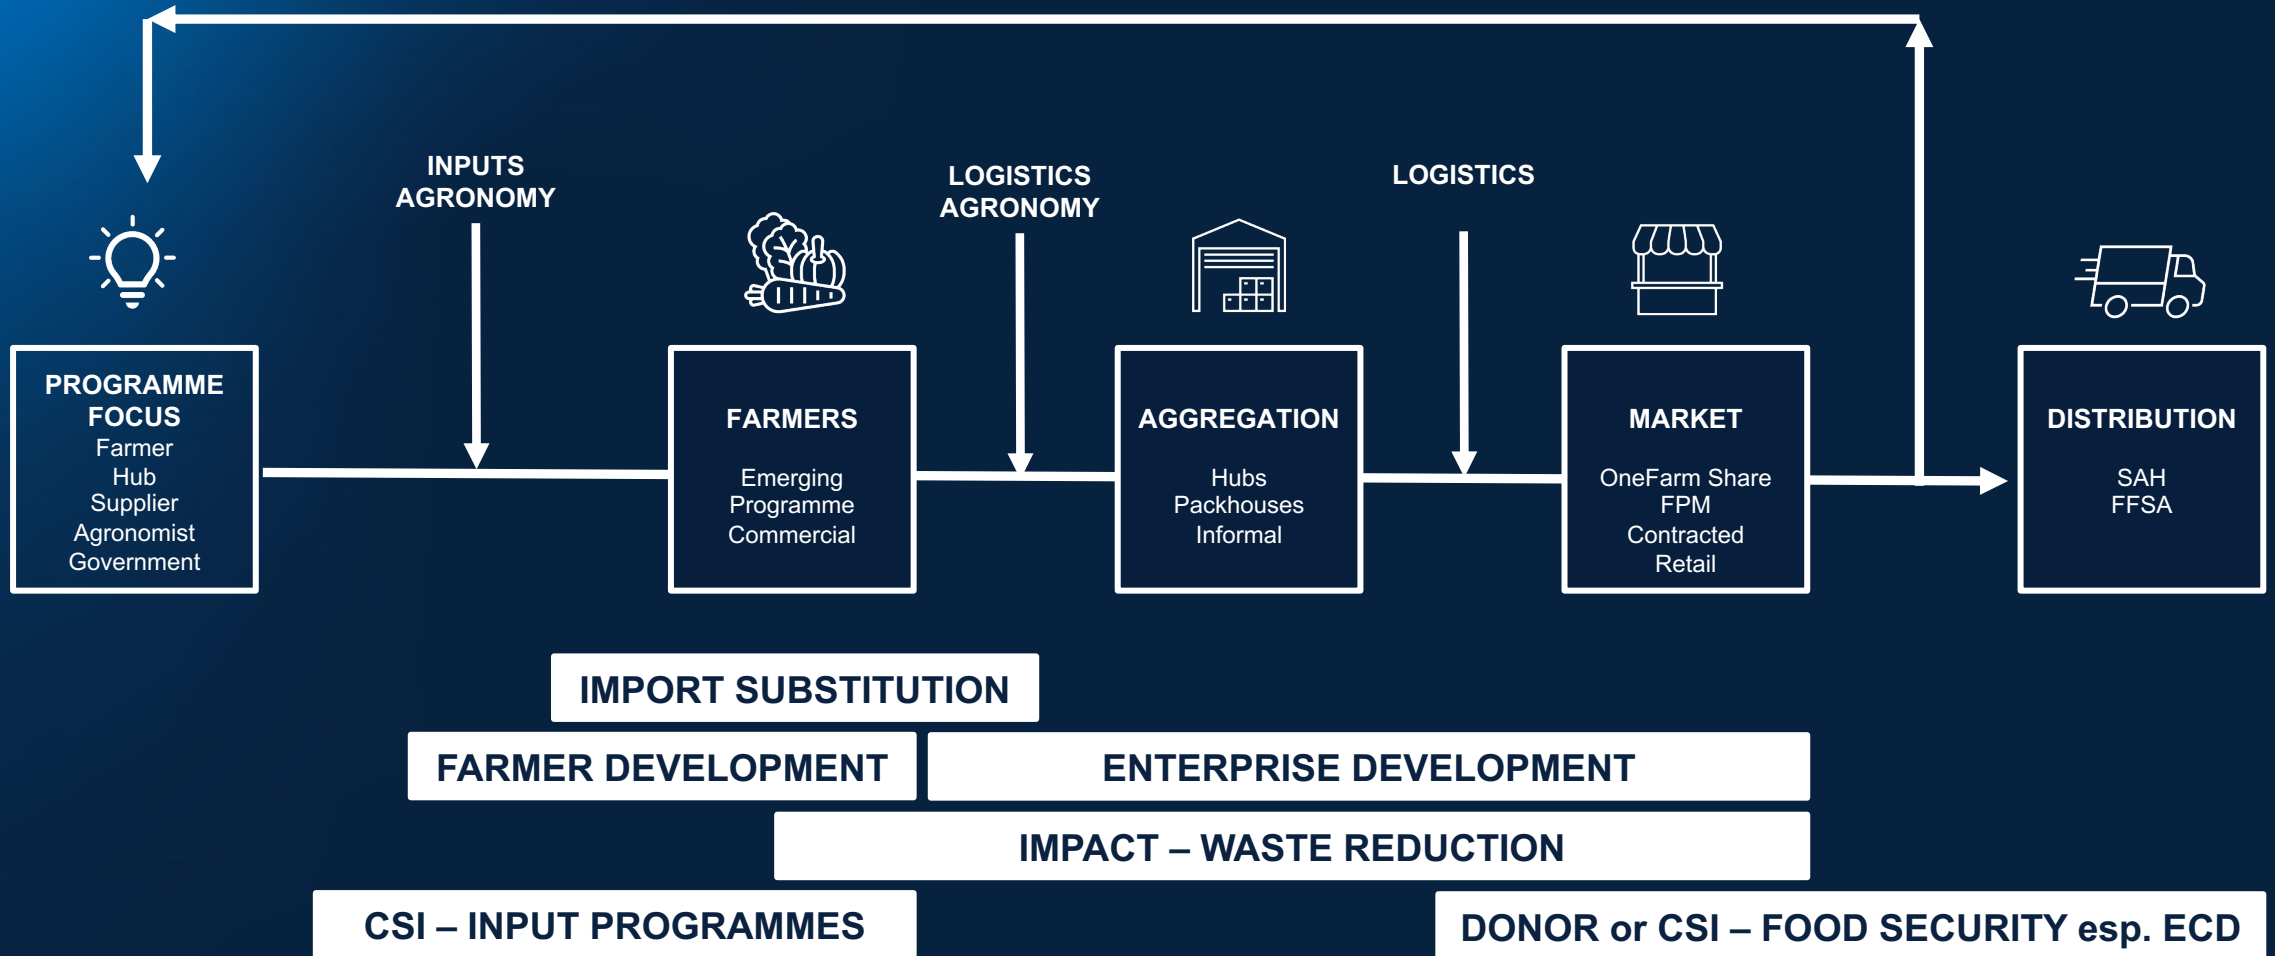 INPUTS
AGRONOMY
LOGISTICS
AGRONOMY
LOGISTICS
PROGRAMME
FOCUS
Farmer
Hub
Supplier
Agronomist
Government
FARMERS
Emerging
Programme
Commercial
AGGREGATION
Hubs
Packhouses
Informal
MARKET
OneFarm Share
FPM
Contracted
Retail
DISTRIBUTION
SAH
FFSA
IMPORT SUBSTITUTION
FARMER DEVELOPMENT
ENTERPRISE DEVELOPMENT
IMPACT – WASTE REDUCTION
CSI – INPUT PROGRAMMES
DONOR or CSI – FOOD SECURITY esp. ECD